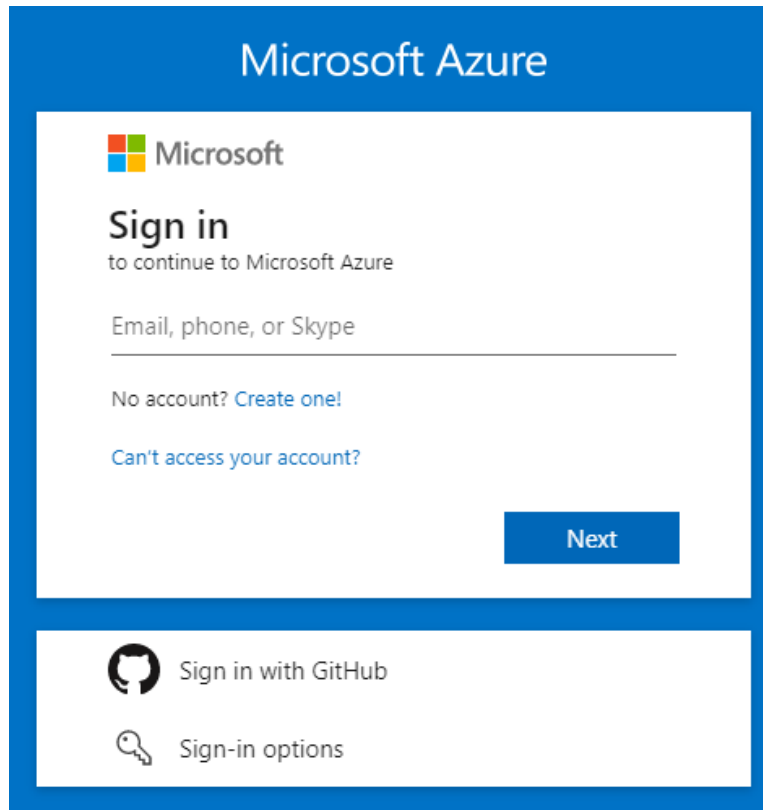 Microsoft Azure
Microsoft
Sign in
to continue to Microsoft Azure
Email, phone, or Skype
No account? Create one!
Can't access your account?
Next
Sign in with GitHub
Sign-in options